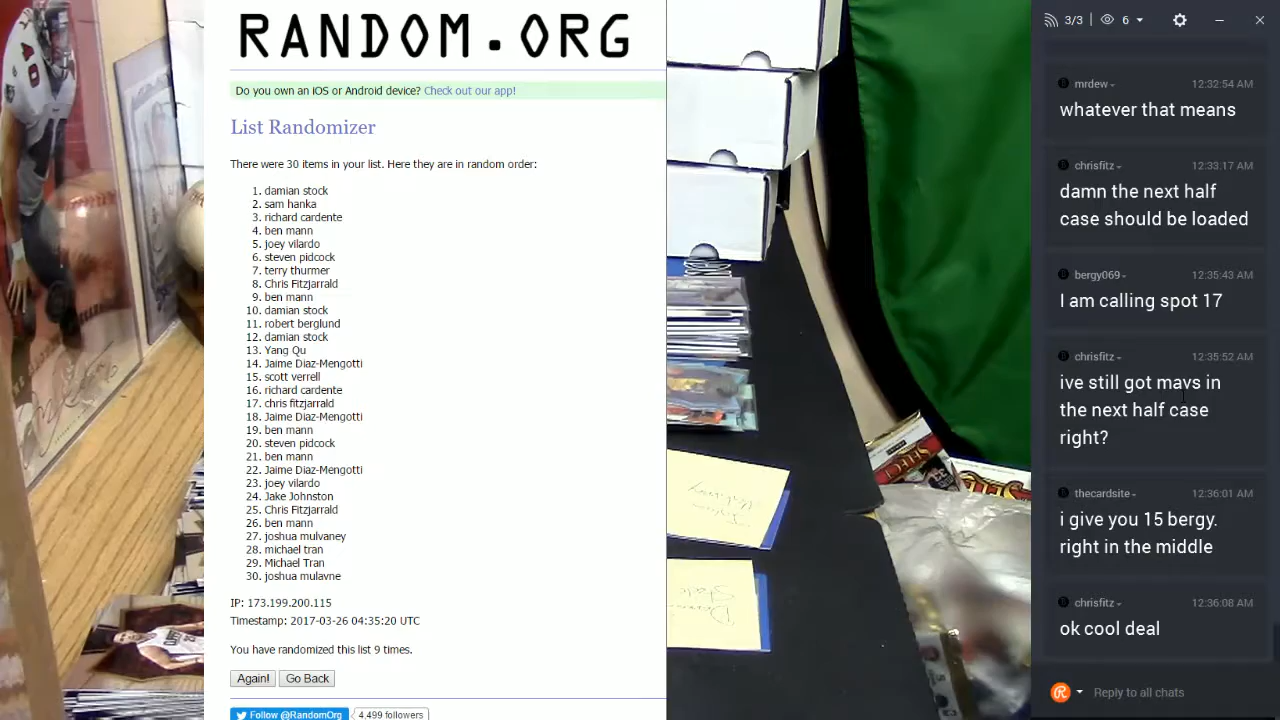 RANDOM.ORG
Do you own an iOS or Android device? Check out our app!
List Randomizer
There were 30 items in your list. Here they are in random order:
1. damian stock
2. sam hanka
3. richard cardente
4. ben mann
5. joey vilardo
6. steven pidcock
7. terry thurmer
8. Chris Fitzjarrald
9. ben mann
10. damian stock
11. robert berglund
12. damian stock
13. Yang Qu
14. Jaime Diaz-Mengotti
15. scott verrell
16. richard cardente
17. chris fitzjarrald
18. Jaime Diaz-Mengotti
19. ben mann
20. steven pidcock
21. ben mann
22. Jaime Diaz-Mengotti
23. joey vilardo
24. Jake Johnston
25. Chris Fitzjarrald
26. ben mann
27. joshua mulvaney
28. michael tran
29. Michael Tran
30. joshua mulavne
IP: 173.199.200.115
Timestamp: 2017-03-26 04:35:20 UTC
You have randomized this list 9 times.
Again! Go Back
Follow @RandomOrg 4,499 followers
SELECT
3/3 6
mrdew 12:32:54 AM
whatever that means
chrisfitz 12:33:17 AM
damn the next half
case should be loaded
bergy069 12:35:43 AM
I am calling spot 17
chrisfitz 12:35:52 AM
ive still got mavs in
the next half case
right?
thecardsite 12:36:01 AM
i give you 15 bergy.
right in the middle
chrisfitz 12:36:08 AM
ok cool deal
Reply to all chats